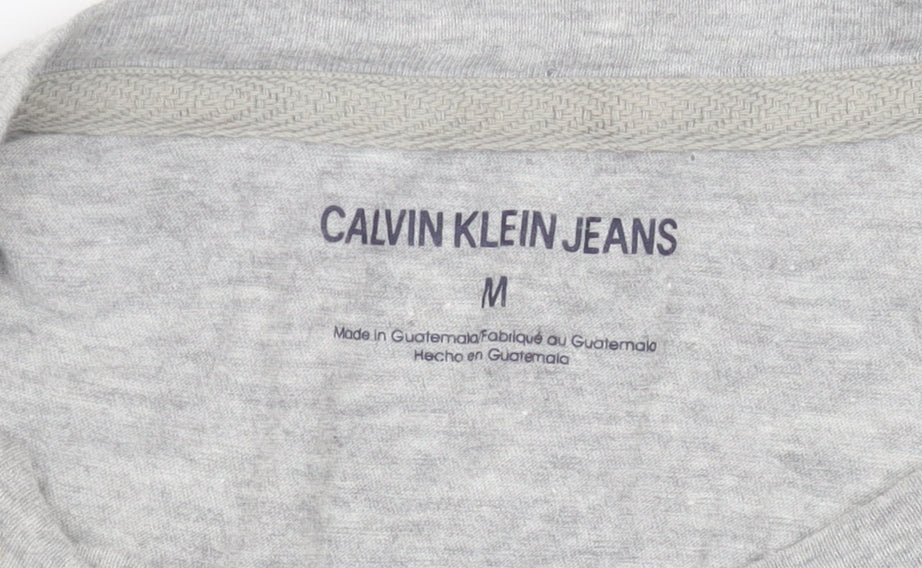 CALVIN KLEIN JEANS
M
Made in Guatemala/Fabriqué au Guatemala
Hecho en Guatemala